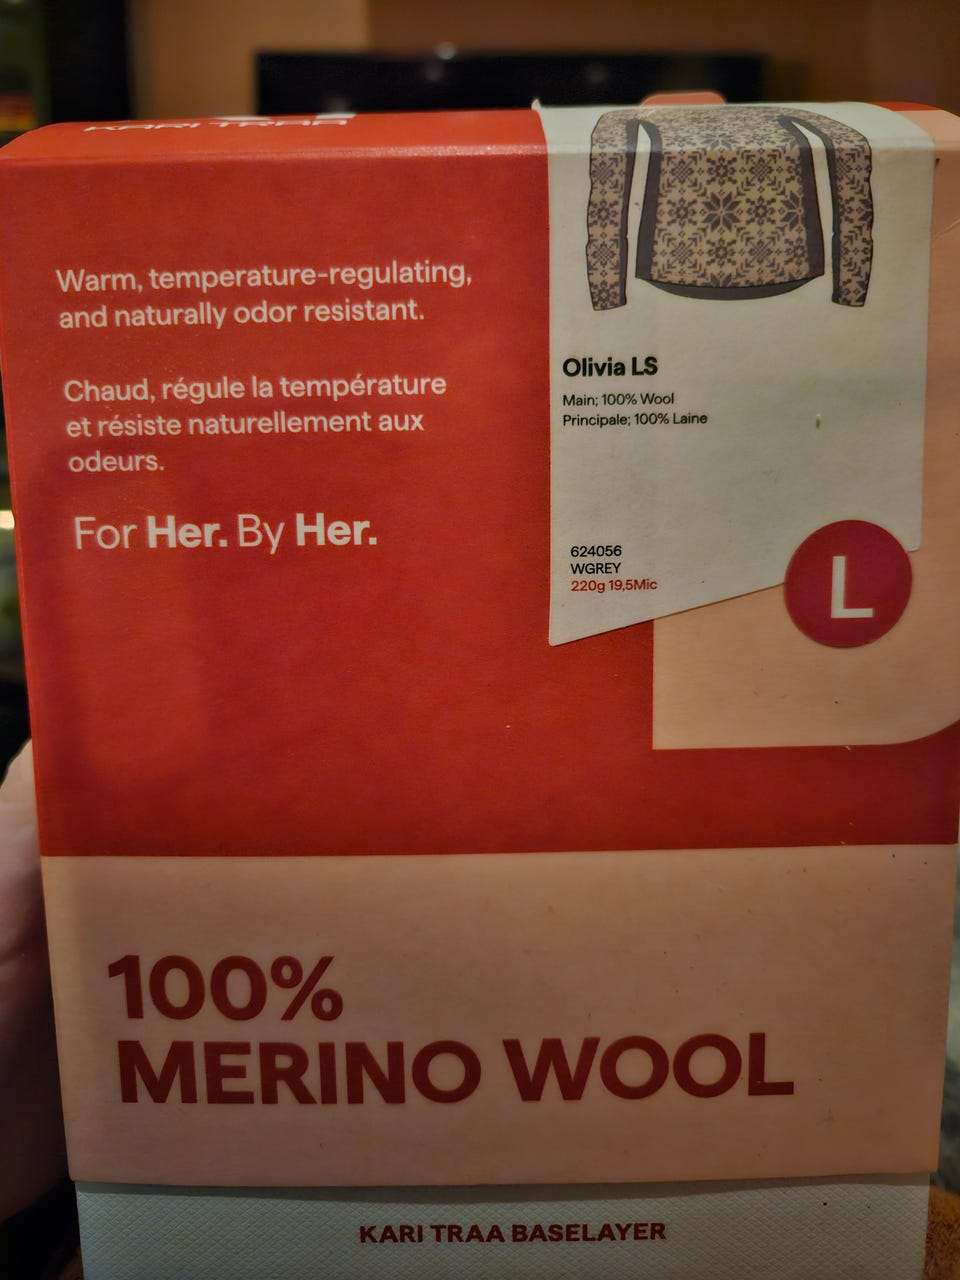 KARI TRAA
Warm, temperature-regulating,
and naturally odor resistant.
Chaud, régule la température
et résiste naturellement aux
odeurs.
For Her. By Her.
Olivia LS
Main; 100% Wool
Principale; 100% Laine
624056
WGREY
220g 19,5Mic
L
100%
MERINO WOOL
KARI TRAA BASELAYER